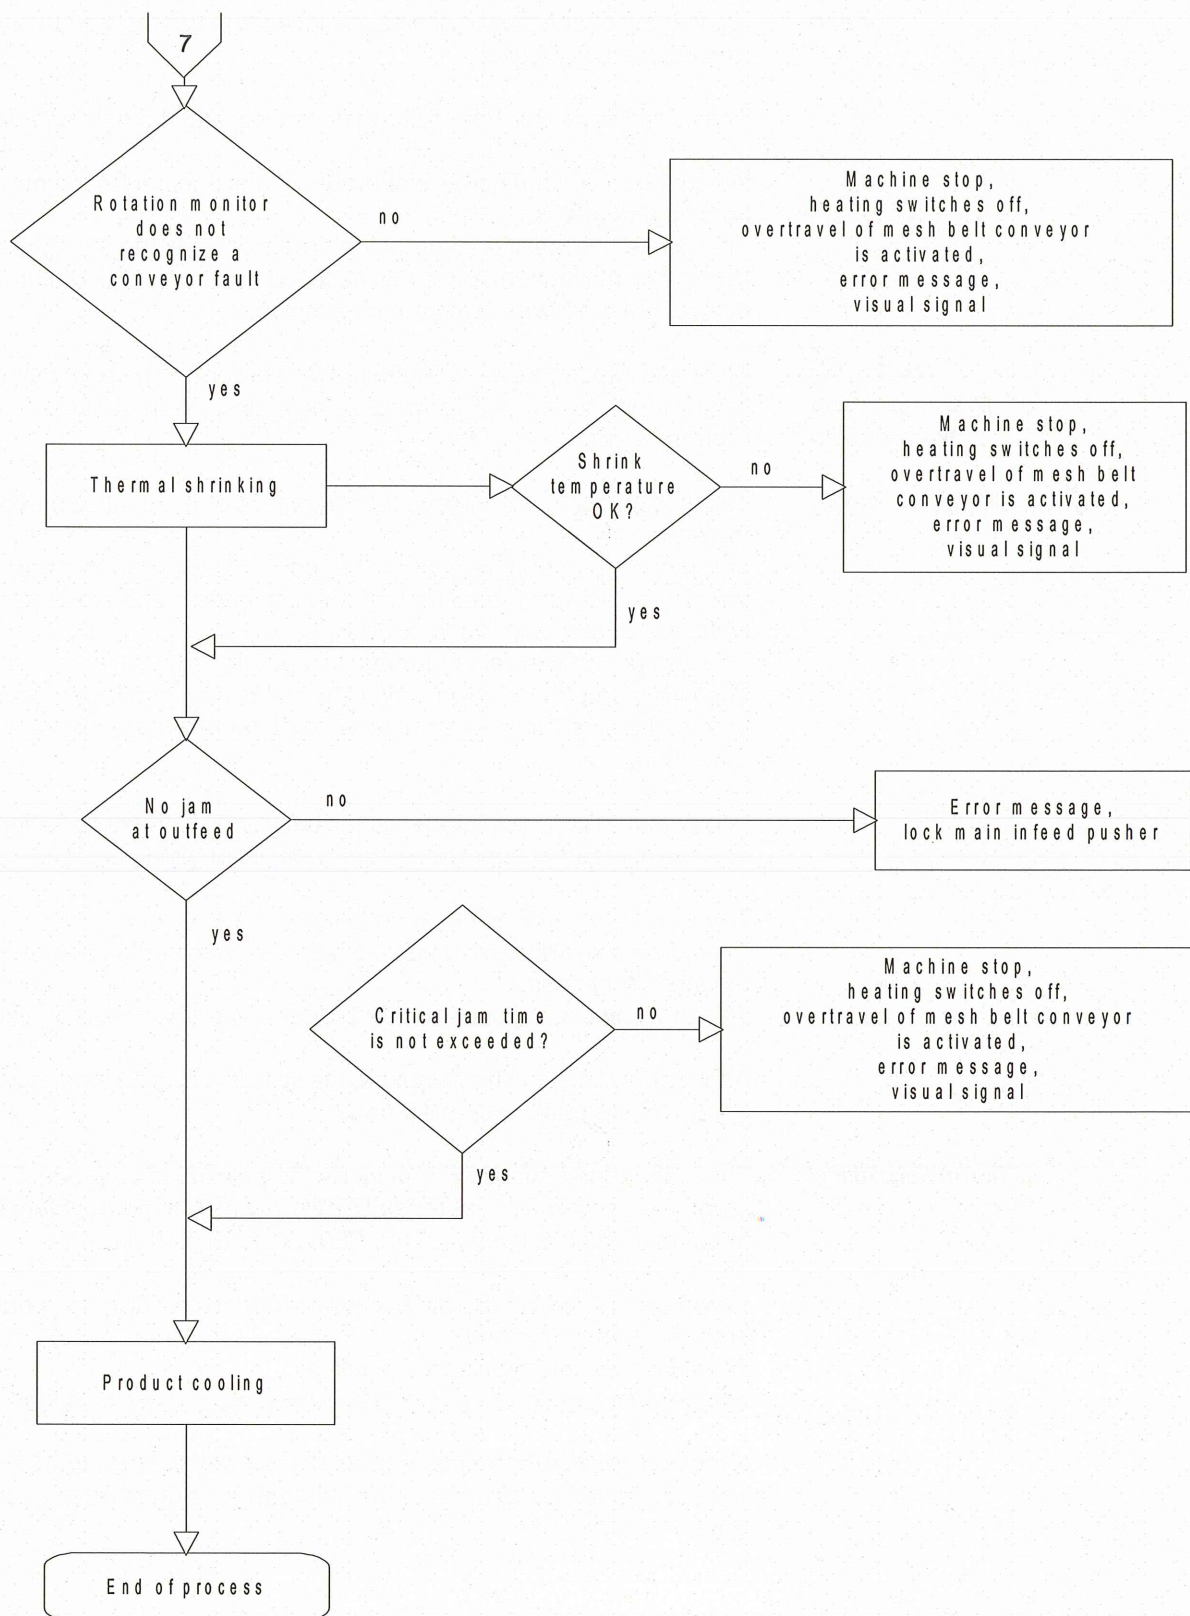 7
Rotation monitor
does not
recognize a
conveyor fault
no
Machine stop,
heating switches off,
overtravel of mesh belt conveyor
is activated,
error message,
visual signal
yes
Thermal shrinking
Shrink
temperature
OK?
no
Machine stop,
heating switches off,
overtravel of mesh belt
conveyor is activated,
error message,
visual signal
yes
No jam
at outfeed
no
Error message,
lock main infeed pusher
yes
Critical jam time
is not exceeded?
no
Machine stop,
heating switches off,
overtravel of mesh belt conveyor
is activated,
error message,
visual signal
yes
Product cooling
End of process